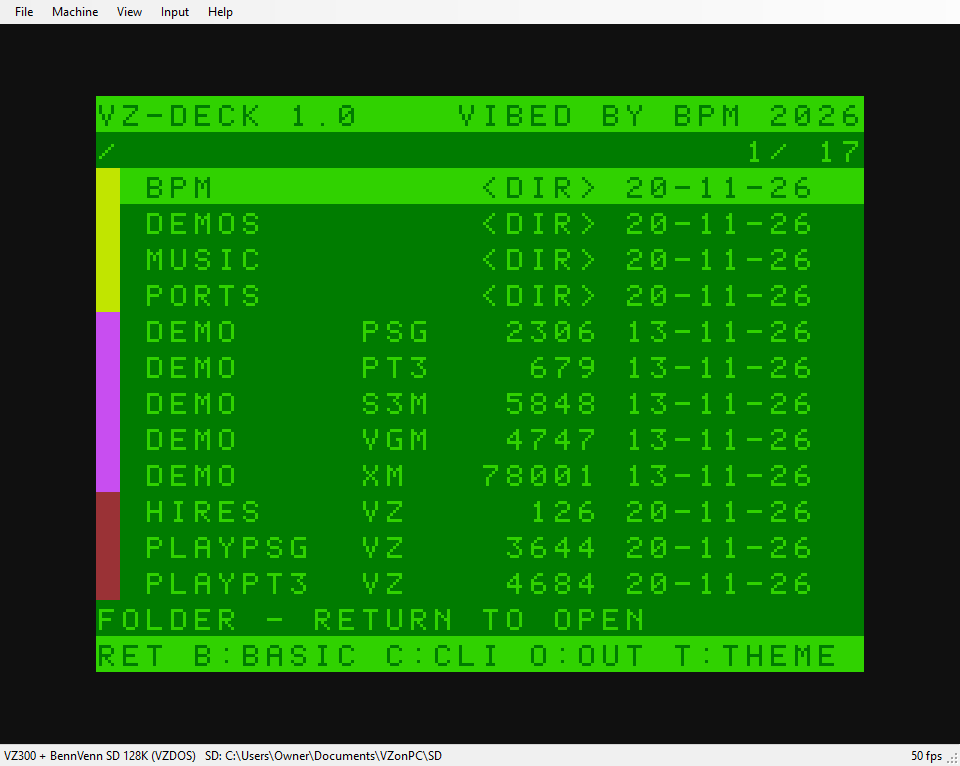 File Machine View Input Help
VZ-DECK 1.0 VIBED BY BPM 2026
/ 1/ 17
BPM <DIR> 20-11-26
DEMOS <DIR> 20-11-26
MUSIC <DIR> 20-11-26
PORTS <DIR> 20-11-26
DEMO PSG 2306 13-11-26
DEMO PT3 679 13-11-26
DEMO S3M 5848 13-11-26
DEMO VGM 4747 13-11-26
DEMO XM 78001 13-11-26
HIRES VZ 126 20-11-26
PLAYPSG VZ 3644 20-11-26
PLAYPT3 VZ 4684 20-11-26
FOLDER - RETURN TO OPEN
RET B:BASIC C:CLI O:OUT T:THEME
VZ300 + BennVenn SD 128K (VZDOS) SD: C:\Users\Owner\Documents\VZonPC\SD 50 fps